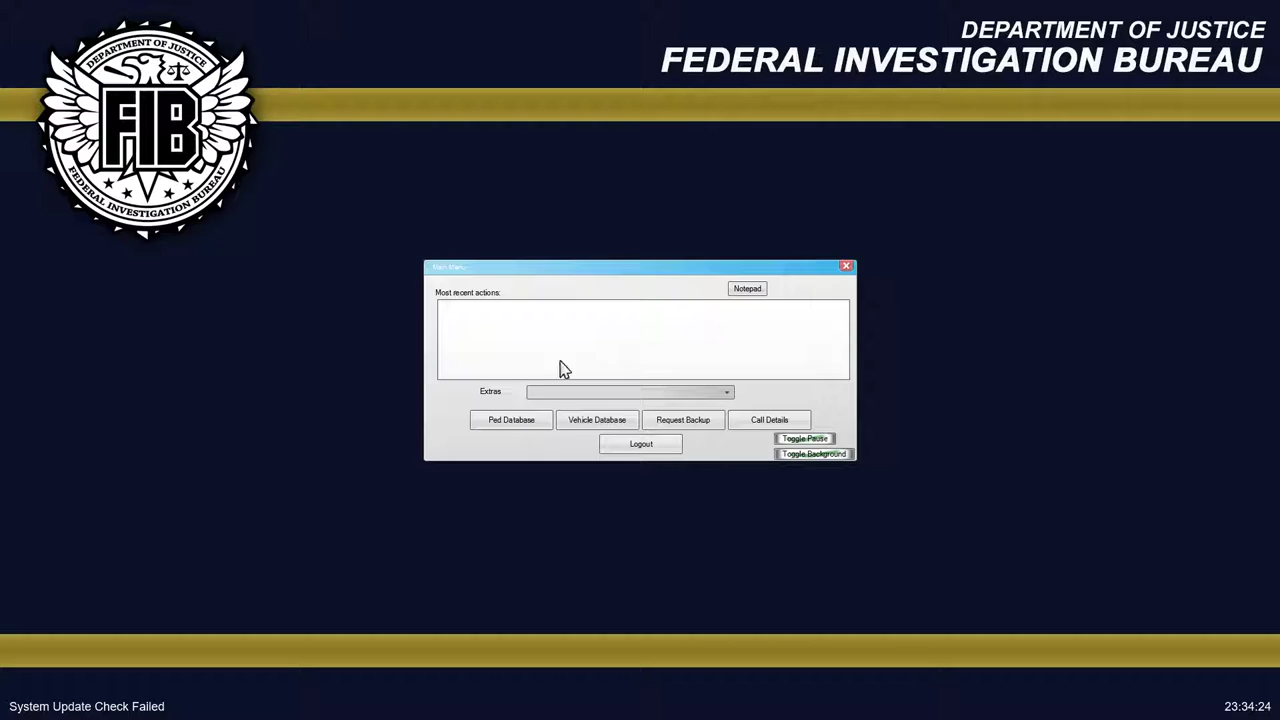 DEPARTMENT OF JUSTICE
FEDERAL INVESTIGATION BUREAU
DEPARTMENT OF JUSTICE
FIB
FEDERAL INVESTIGATION BUREAU
Main Menu
Most recent actions:
Notepad
Extras
Ped Database
Vehicle Database
Request Backup
Call Details
Logout
Toggle Pause
Toggle Background
System Update Check Failed
23:34:24